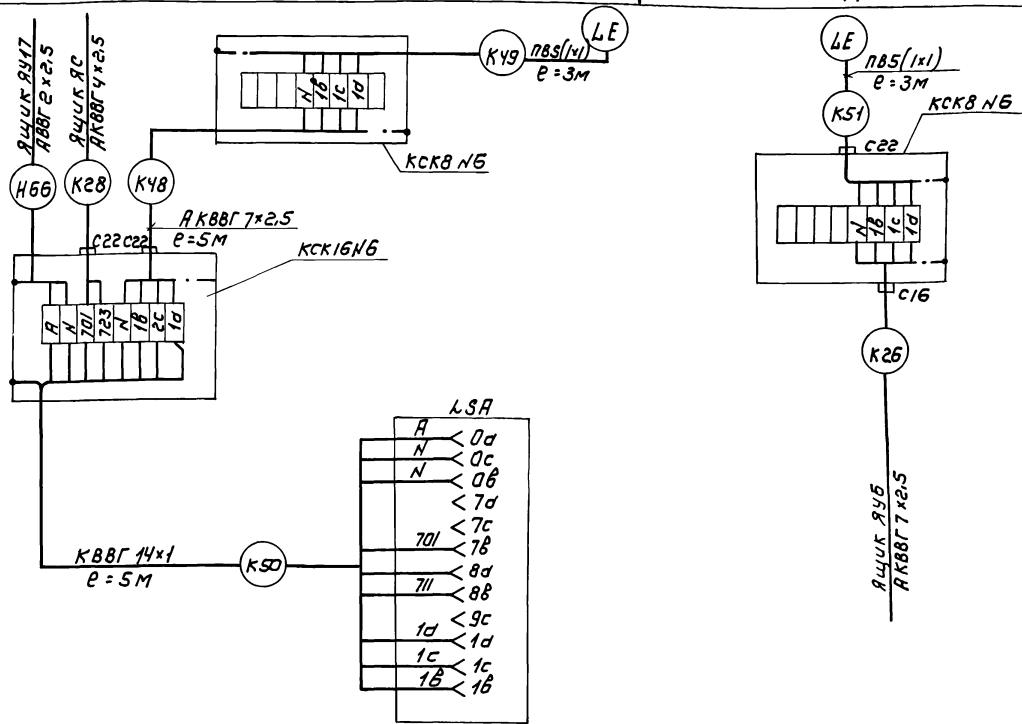 Ящик ЯУ17
АВВГ 2×2,5
Ящик ЯС
АКВВГ 4×2,5
Н66
К28
К48
N
1в
1с
1d
КСК8 №6
К49
ПВ5(1×1)
ℓ=3м
LE
АКВВГ 7×2,5
ℓ=5м
С22 С22
КСК16№6
А
N
701
723
N
1в
2с
1d
КВВГ 14×1
ℓ=5м
К50
LSA
А 0d
N 0с
N 0в
7d
7с
701 7в
8d
711 8в
9с
1d 1d
1с 1с
1в 1в
LE
ПВ5(1×1)
ℓ=3м
К51
КСК8 №6
С22
N
1в
1с
1d
С16
К26
Ящик ЯУБ
АКВВГ 7×2,5